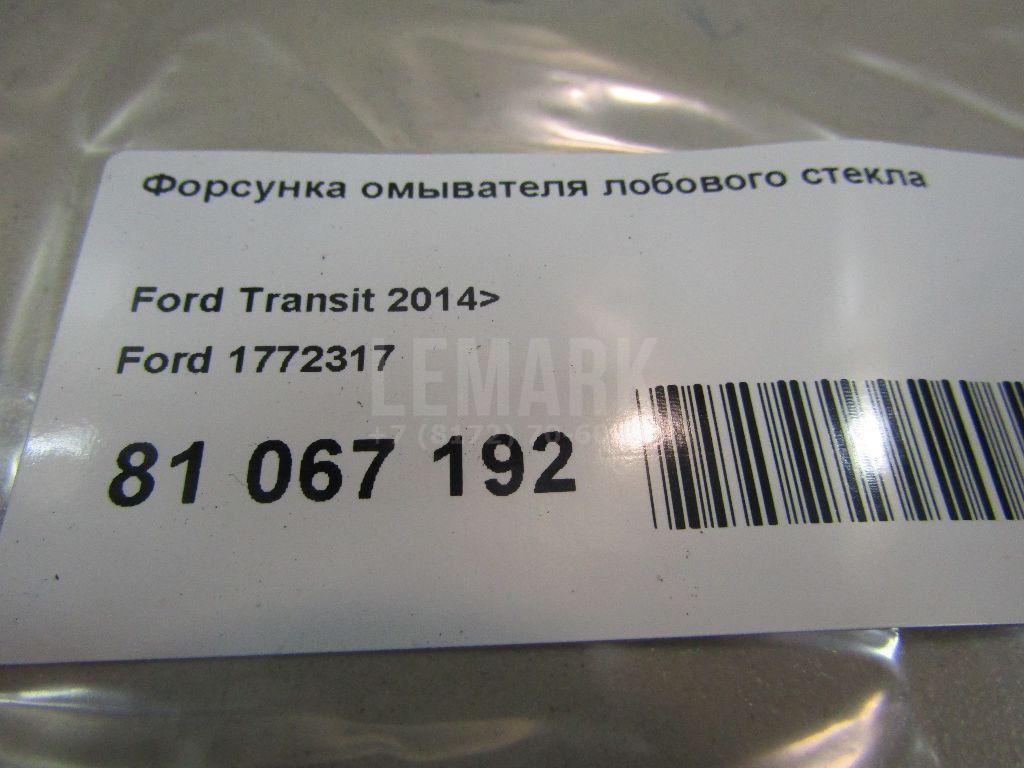 Форсунка омывателя лобового стекла
Ford Transit 2014>
Ford 1772317
LEMARK
81 067 192